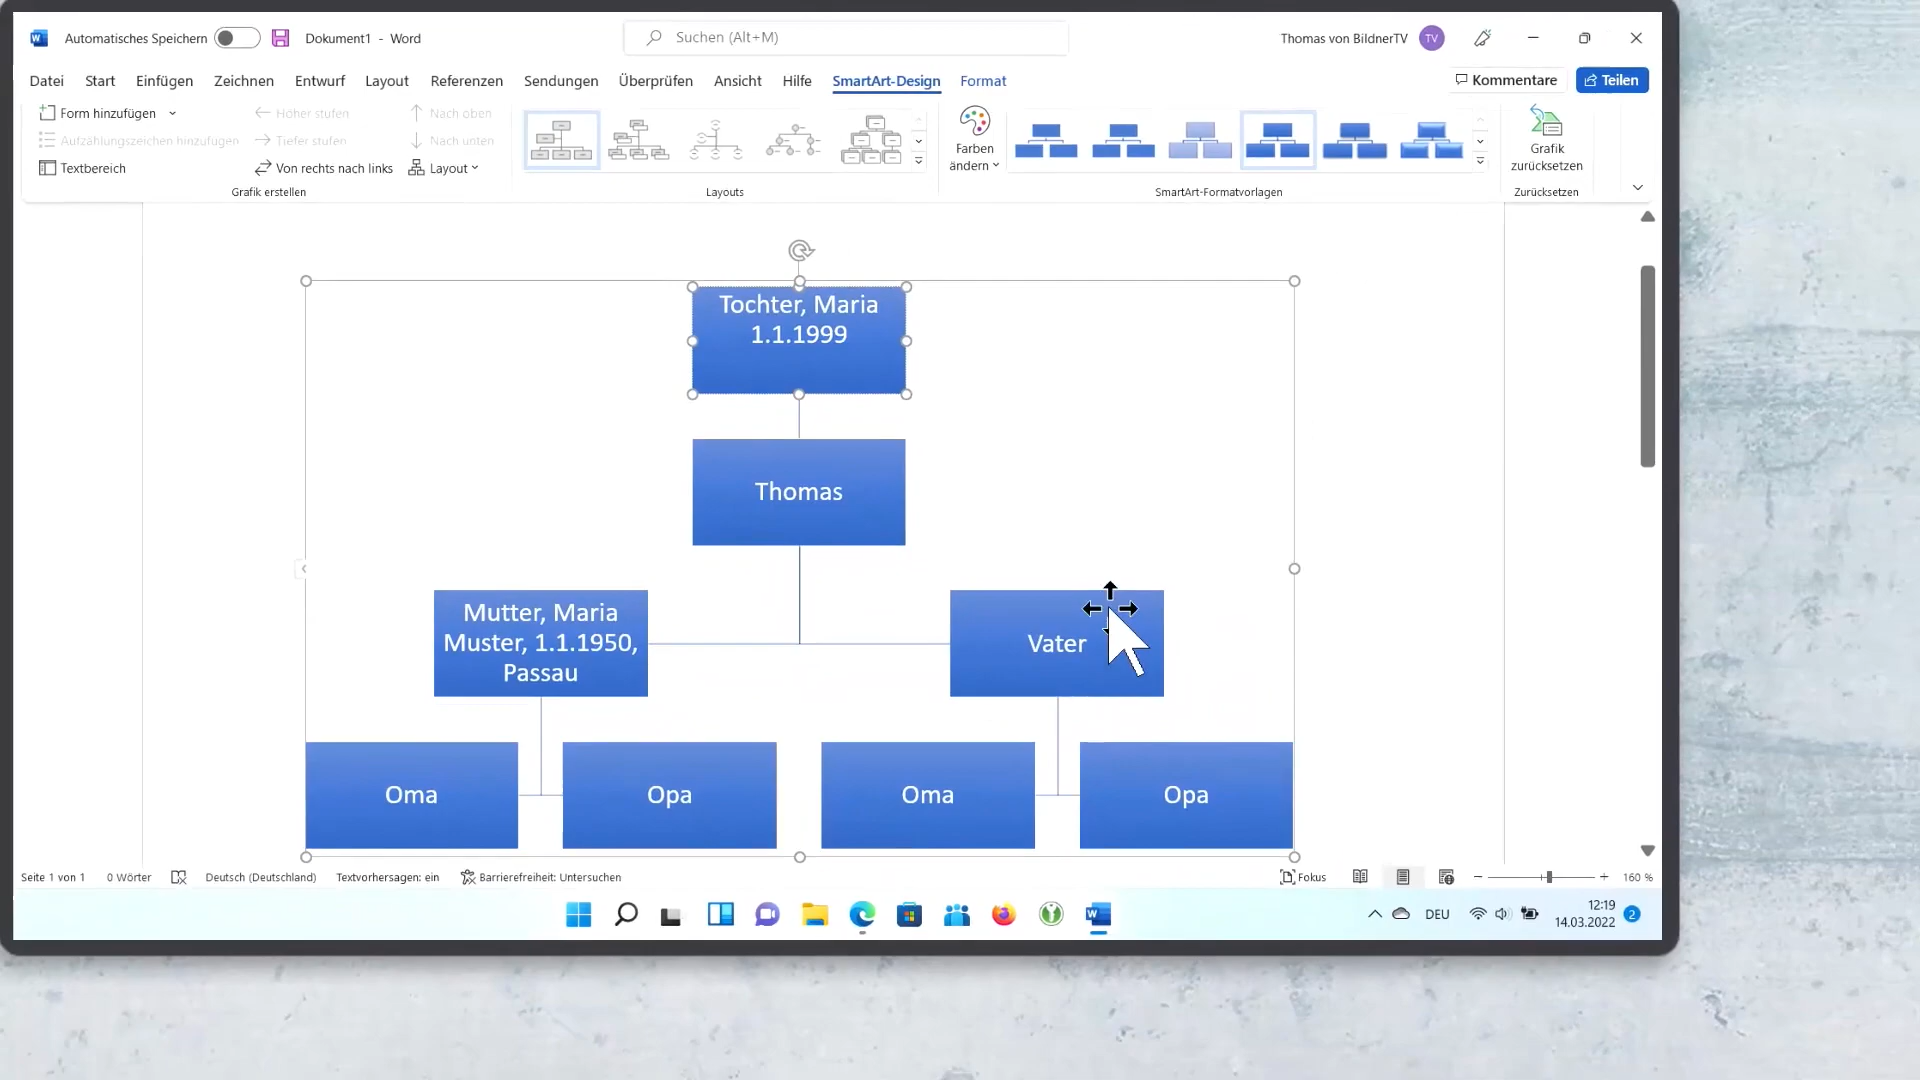 Automatisches Speichern
Dokument1 - Word
Suchen (Alt+M)
Thomas von BildnerTV
TV
Datei
Start
Einfügen
Zeichnen
Entwurf
Layout
Referenzen
Sendungen
Überprüfen
Ansicht
Hilfe
SmartArt-Design
Format
Kommentare
Teilen
Form hinzufügen
Höher stufen
Nach oben
Aufzählungszeichen hinzufügen
Tiefer stufen
Nach unten
Textbereich
Von rechts nach links
Layout
Grafik erstellen
Layouts
Farben
ändern
SmartArt-Formatvorlagen
Grafik
zurücksetzen
Zurücksetzen
Tochter, Maria
1.1.1999
Thomas
Mutter, Maria
Muster, 1.1.1950,
Passau
Vater
Oma
Opa
Oma
Opa
Seite 1 von 1
0 Wörter
Deutsch (Deutschland)
Textvorhersagen: ein
Barrierefreiheit: Untersuchen
Fokus
160 %
DEU
12:19
14.03.2022
2